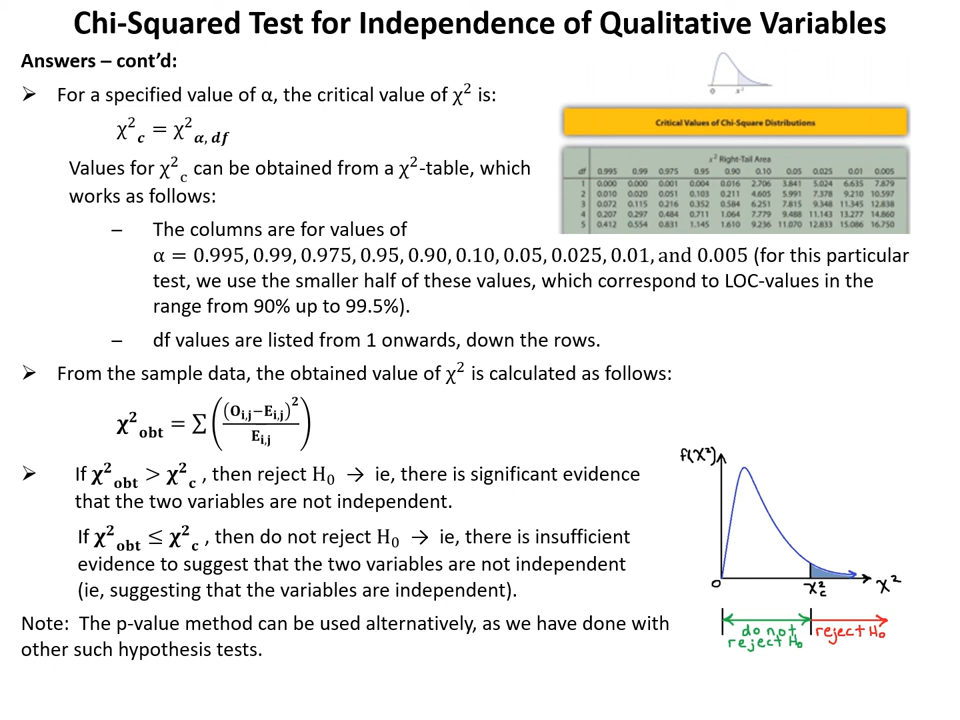 Chi-Squared Test for Independence of Qualitative Variables
Answers – cont’d:
➢ For a specified value of α, the critical value of χ² is:
χ²c = χ²α, df
Values for χ²c can be obtained from a χ²-table, which
works as follows:
0 x²
Critical Values of Chi-Square Distributions
x² Right-Tail Area
df 0.995 0.99 0.975 0.95 0.90 0.10 0.05 0.025 0.01 0.005
1 0.000 0.000 0.001 0.004 0.016 2.706 3.841 5.024 6.635 7.879
2 0.010 0.020 0.051 0.103 0.211 4.605 5.991 7.378 9.210 10.597
3 0.072 0.115 0.216 0.352 0.584 6.251 7.815 9.348 11.345 12.838
4 0.207 0.297 0.484 0.711 1.064 7.779 9.488 11.143 13.277 14.860
5 0.412 0.554 0.831 1.145 1.610 9.236 11.070 12.833 15.086 16.750
– The columns are for values of
α = 0.995, 0.99, 0.975, 0.95, 0.90, 0.10, 0.05, 0.025, 0.01, and 0.005 (for this particular
test, we use the smaller half of these values, which correspond to LOC-values in the
range from 90% up to 99.5%).
– df values are listed from 1 onwards, down the rows.
➢ From the sample data, the obtained value of χ² is calculated as follows:
χ²obt = Σ((Oi,j−Ei,j)²/Ei,j)
➢ If χ²obt > χ²c , then reject H₀ → ie, there is significant evidence
that the two variables are not independent.
If χ²obt ≤ χ²c , then do not reject H₀ → ie, there is insufficient
evidence to suggest that the two variables are not independent
(ie, suggesting that the variables are independent).
Note: The p-value method can be used alternatively, as we have done with
other such hypothesis tests.
f(X²)
0 X²c X²
do not reject H₀
reject H₀